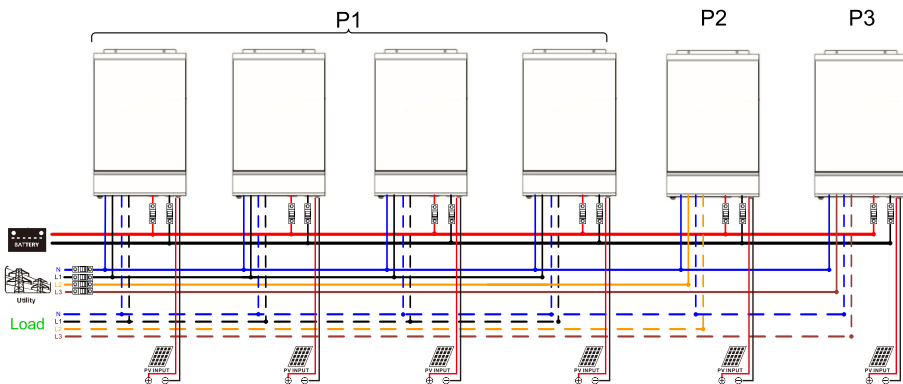 P1
P2
P3
BATTERY
N
L1
L2
L3
Utility
Load
N
L1
L2
L3
PV INPUT
PV INPUT
PV INPUT
PV INPUT
PV INPUT
PV INPUT